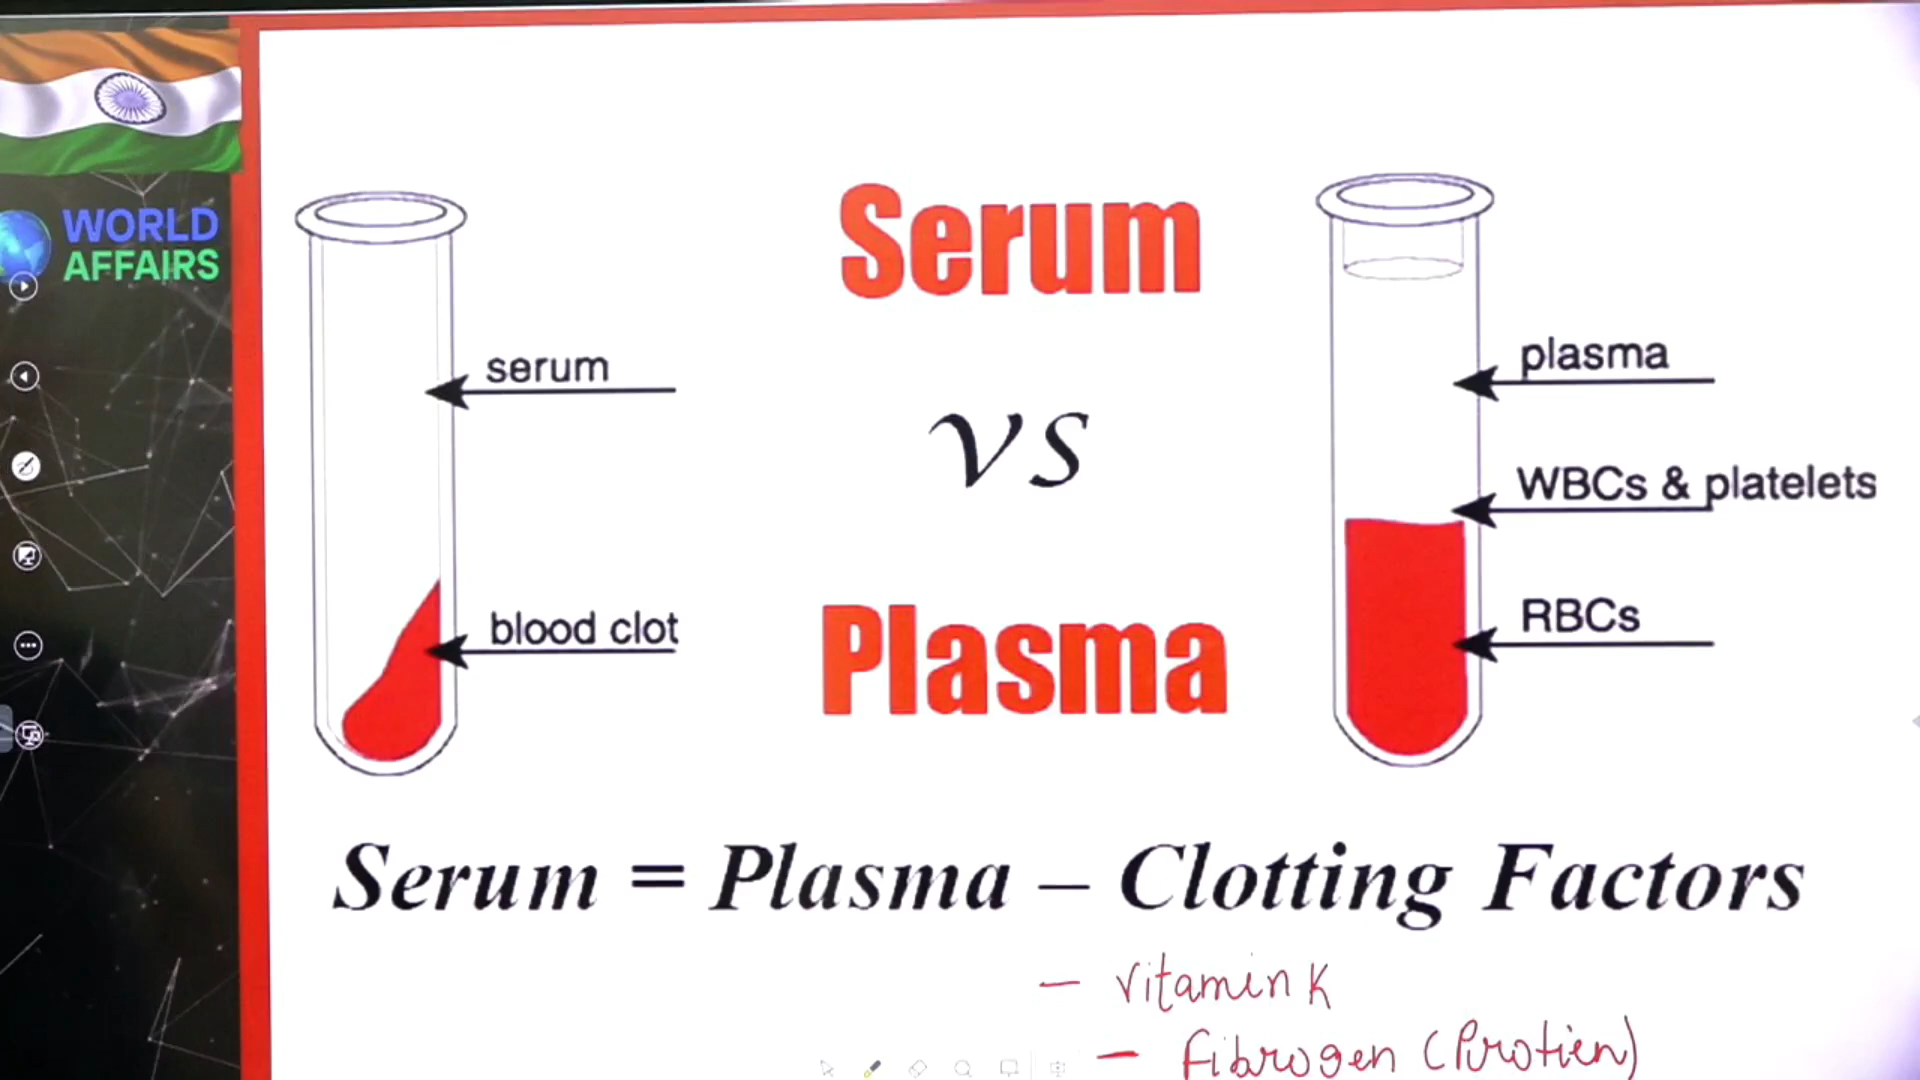 WORLD
AFFAIRS
Serum
serum
plasma
vs
WBCs & platelets
blood clot
RBCs
Plasma
Serum = Plasma – Clotting Factors
– Vitamin K
– Fibrogen (Protien)